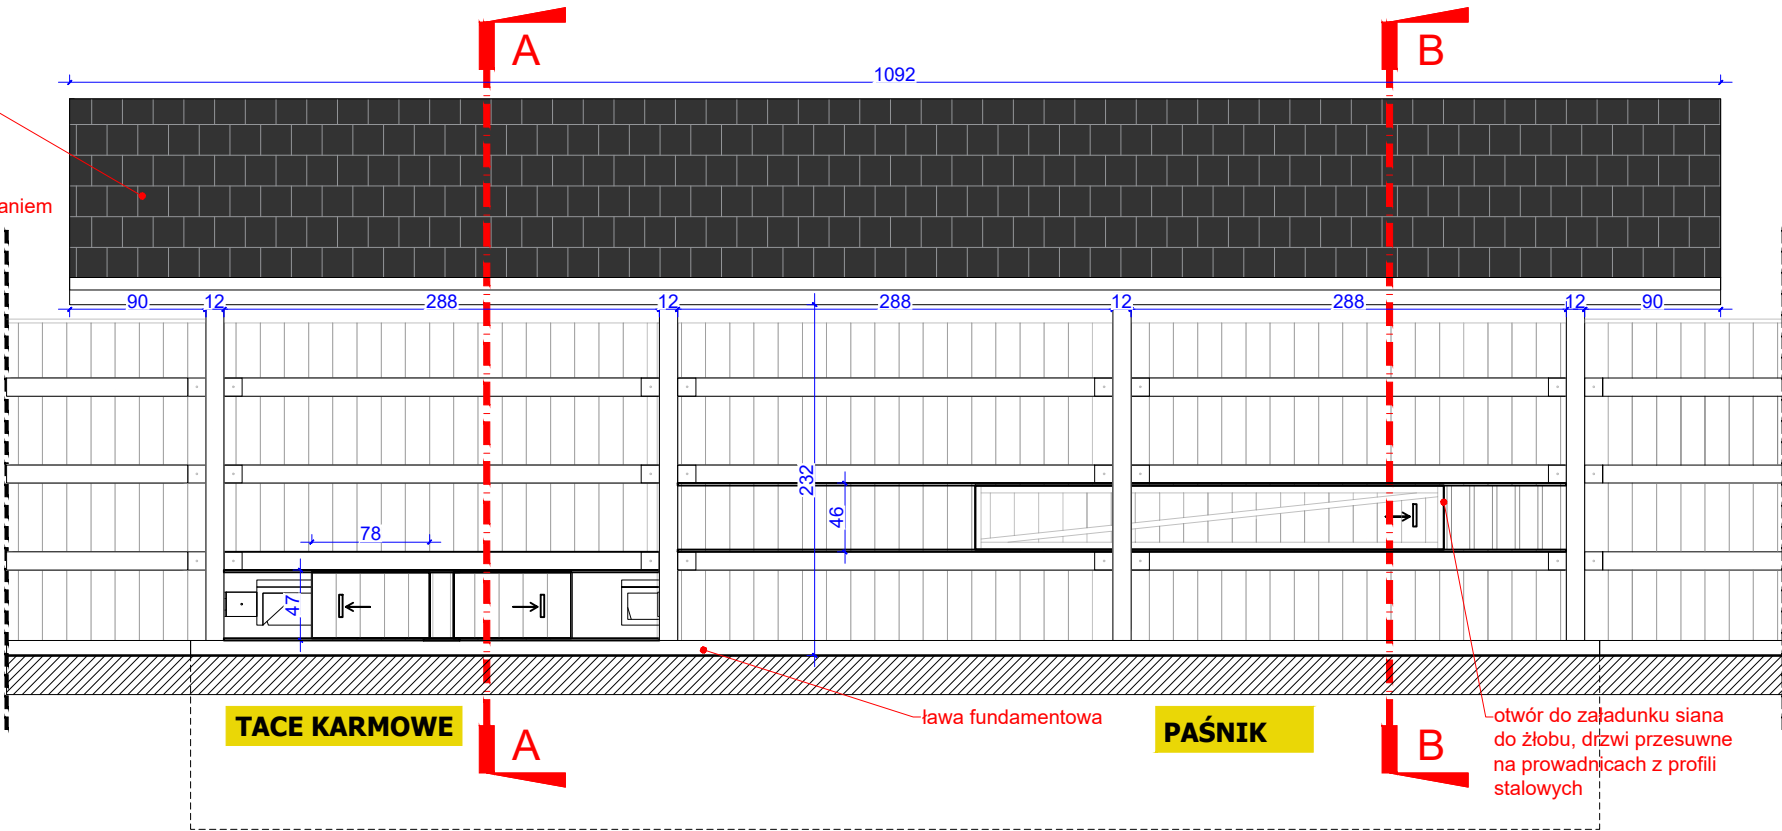 A
B
1092
aniem
90
12
288
12
288
12
288
12
90
232
46
78
47
TACE KARMOWE
A
ława fundamentowa
PAŚNIK
B
otwór do załadunku siana
do żłobu, drzwi przesuwne
na prowadnicach z profili
stalowych